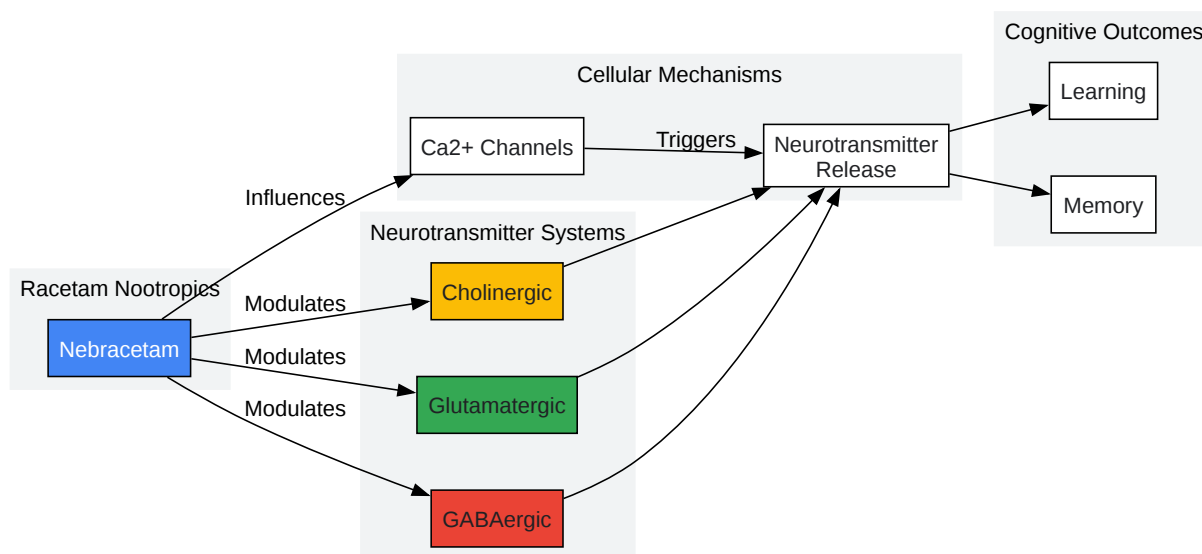 Cognitive Outcomes
Cellular Mechanisms
Learning
Ca2+ Channels
Triggers
Neurotransmitter
Release
Memory
Influences
Neurotransmitter Systems
Racetam Nootropics
Modulates
Cholinergic
Nebracetam
Modulates
Glutamatergic
Modulates
GABAergic